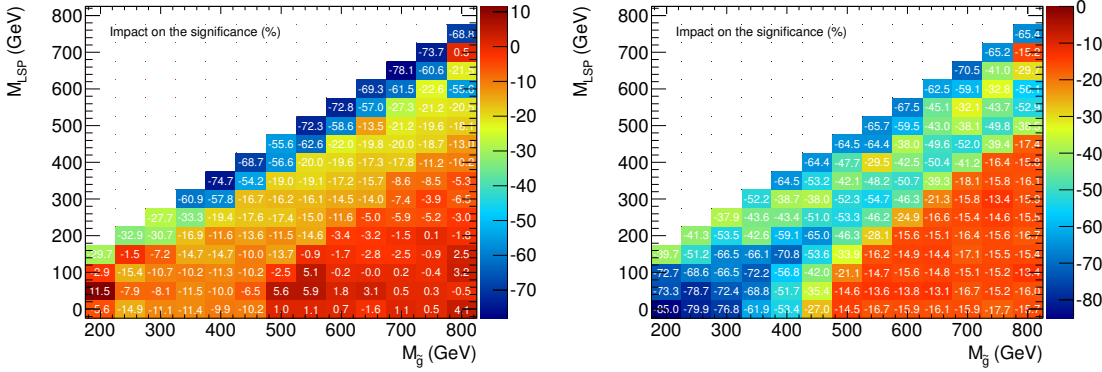 M_LSP (GeV)
Impact on the significance (%)
800
700
600
500
400
300
200
100
0
-68.8
-73.7 0.5
-78.1 -60.6
-69.3 -61.5 -22.6
-72.8 -57.0 -27.3 -21.2
-72.3 -58.6 -13.5 -21.2 -19.6
-55.6 -62.6 -22.0 -19.8 -20.0 -18.7
-68.7 -56.6 -20.0 -19.6 -17.3 -17.8 -11.2 -10.2
-74.7 -54.2 -19.0 -19.1 -17.2 -15.7 -8.6 -8.5 -5.3
-60.9 -57.8 -16.7 -16.2 -17.5 -14.5 -14.0 -7.4 -3.9 -6.5
-27.7 -33.3 -19.4 -17.6 -17.4 -15.0 -11.6 -5.0 -5.9 -5.2 -3.0
-32.9 -30.7 -16.9 -11.6 -13.6 -14.8 -11.6 -3.4 -3.2 -1.5 0.1
-29.7 -1.5 -7.2 -14.7 -14.7 -10.0 -13.7 -0.9 -1.7 -2.9 -2.8 -0.9 2.5
-2.9 -15.4 -10.7 -10.2 -11.3 -10.2 -2.5 5.1 -0.2 -0.0 0.2 -0.4 3.2
11.5 -7.9 -8.1 -11.5 -10.0 -6.5 5.6 5.9 1.8 3.1 0.5 0.3 -0.5
-5.6 -14.9 -11.1 -11.4 -9.9 -10.2 1.0 1.1 0.7 -1.6 1.1 0.5
200 300 400 500 600 700 800
M_g̃ (GeV)
10
0
-10
-20
-30
-40
-50
-60
-70
M_LSP (GeV)
Impact on the significance (%)
800
700
600
500
400
300
200
100
0
-65.4
-65.2 -15.2
-70.5 -41.0
-62.5 -59.1 -32.8 -56.1
-67.5 -45.1 -32.1 -43.7
-65.7 -59.5 -43.0 -38.1 -51.5
-64.5 -64.4 -38.0 -49.6 -52.0 -39.4 -17.4
-64.4 -47.7 -29.5 -42.5 -50.4 -41.2 -16.4 -15.8
-64.5 -53.2 -42.1 -48.2 -50.7 -39.3 -18.1 -15.8 -16.1
-52.2 -38.7 -38.0 -52.3 -54.7 -46.6 -21.3 -15.8 -13.4
-37.9 -43.6 -43.4 -51.0 -53.3 -46.2 -24.9 -16.6 -15.4 -14.6
-41.3 -53.5 -42.6 -57.4 -65.0 -46.3 -28.1 -15.6 -15.8 -15.5 -14.7
-39.7 -51.2 -66.5 -66.1 -70.8 -53.6 -33.9 -16.2 -14.9 -14.1 -15.8 -15.2 -16.0
-72.7 -68.6 -66.5 -72.2 -56.8 -42.0 -21.1 -14.7 -15.6 -14.8 -15.1 -15.2 -13.4
-73.3 -78.7 -72.4 -68.8 -51.7 -35.4 -14.8 -15.6 -16.6 -13.1 -16.7 -15.2 -16.0
-85.0 -79.9 -76.8 -61.9 -53.4 -27.0 -14.5 -16.7 -16.9 -15.1 -15.9 -17.7
200 300 400 500 600 700 800
M_g̃ (GeV)
0
-10
-20
-30
-40
-50
-60
-70
-80